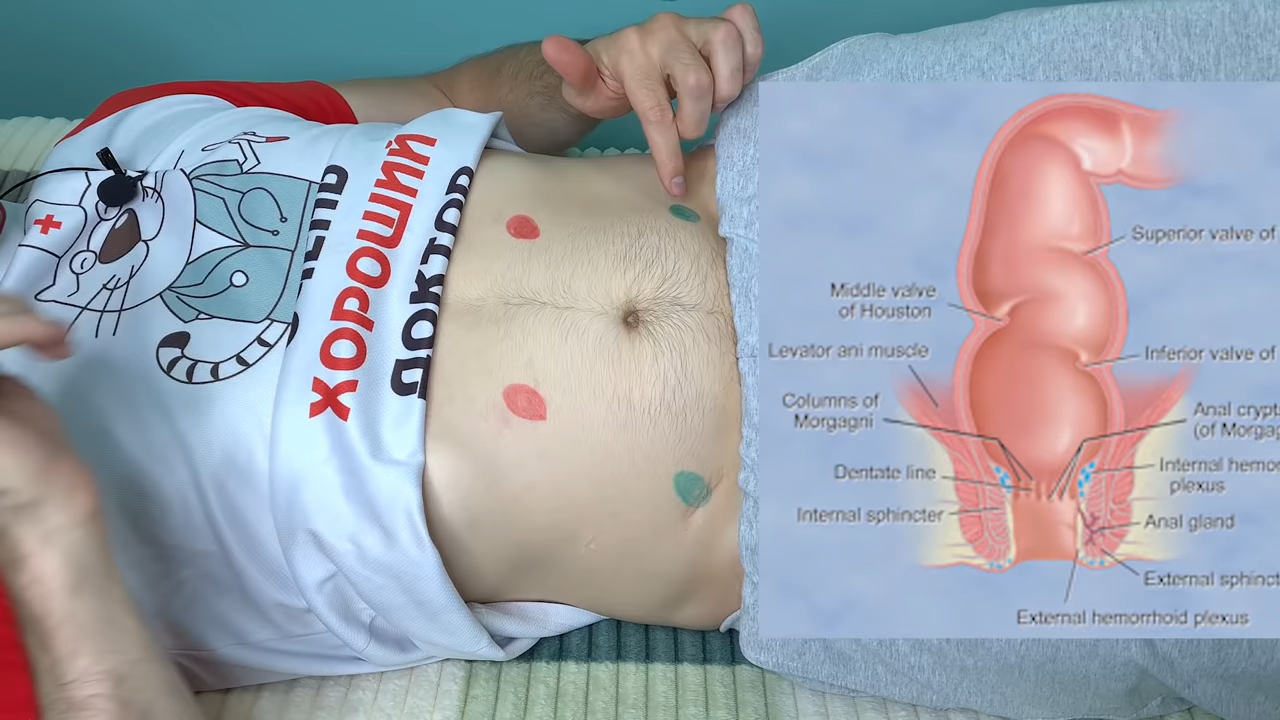 ХОРОШИЙ
ДОКТОР
Superior valve of
Middle valve
of Houston
Levator ani muscle
Inferior valve of
Columns of
Morgagni
Anal crypt
(of Morgag
Dentate line
Internal hemor
plexus
Internal sphincter
Anal gland
External sphinct
External hemorrhoid plexus